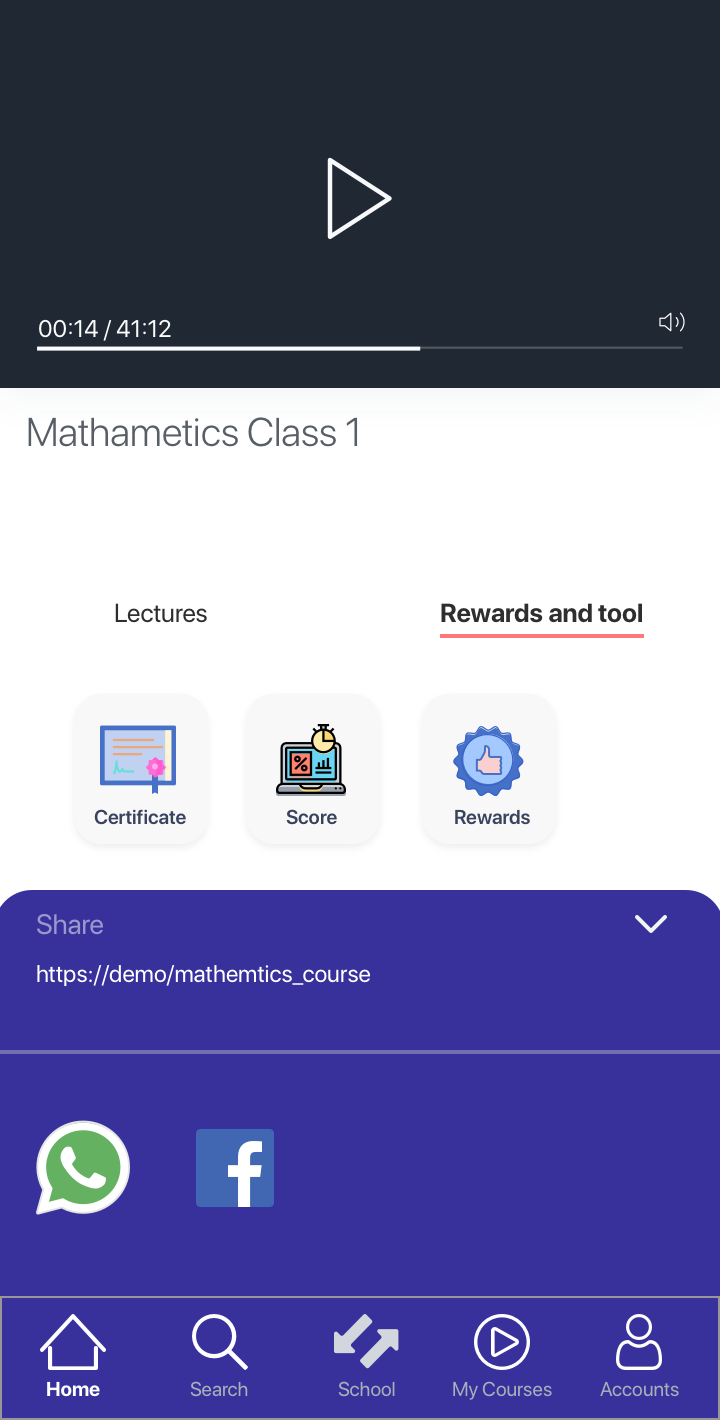 00:14 / 41:12
Mathametics Class 1
Lectures
Rewards and tool
Certificate
Score
Rewards
Share
https://demo/mathemtics_course
Home
Search
School
My Courses
Accounts